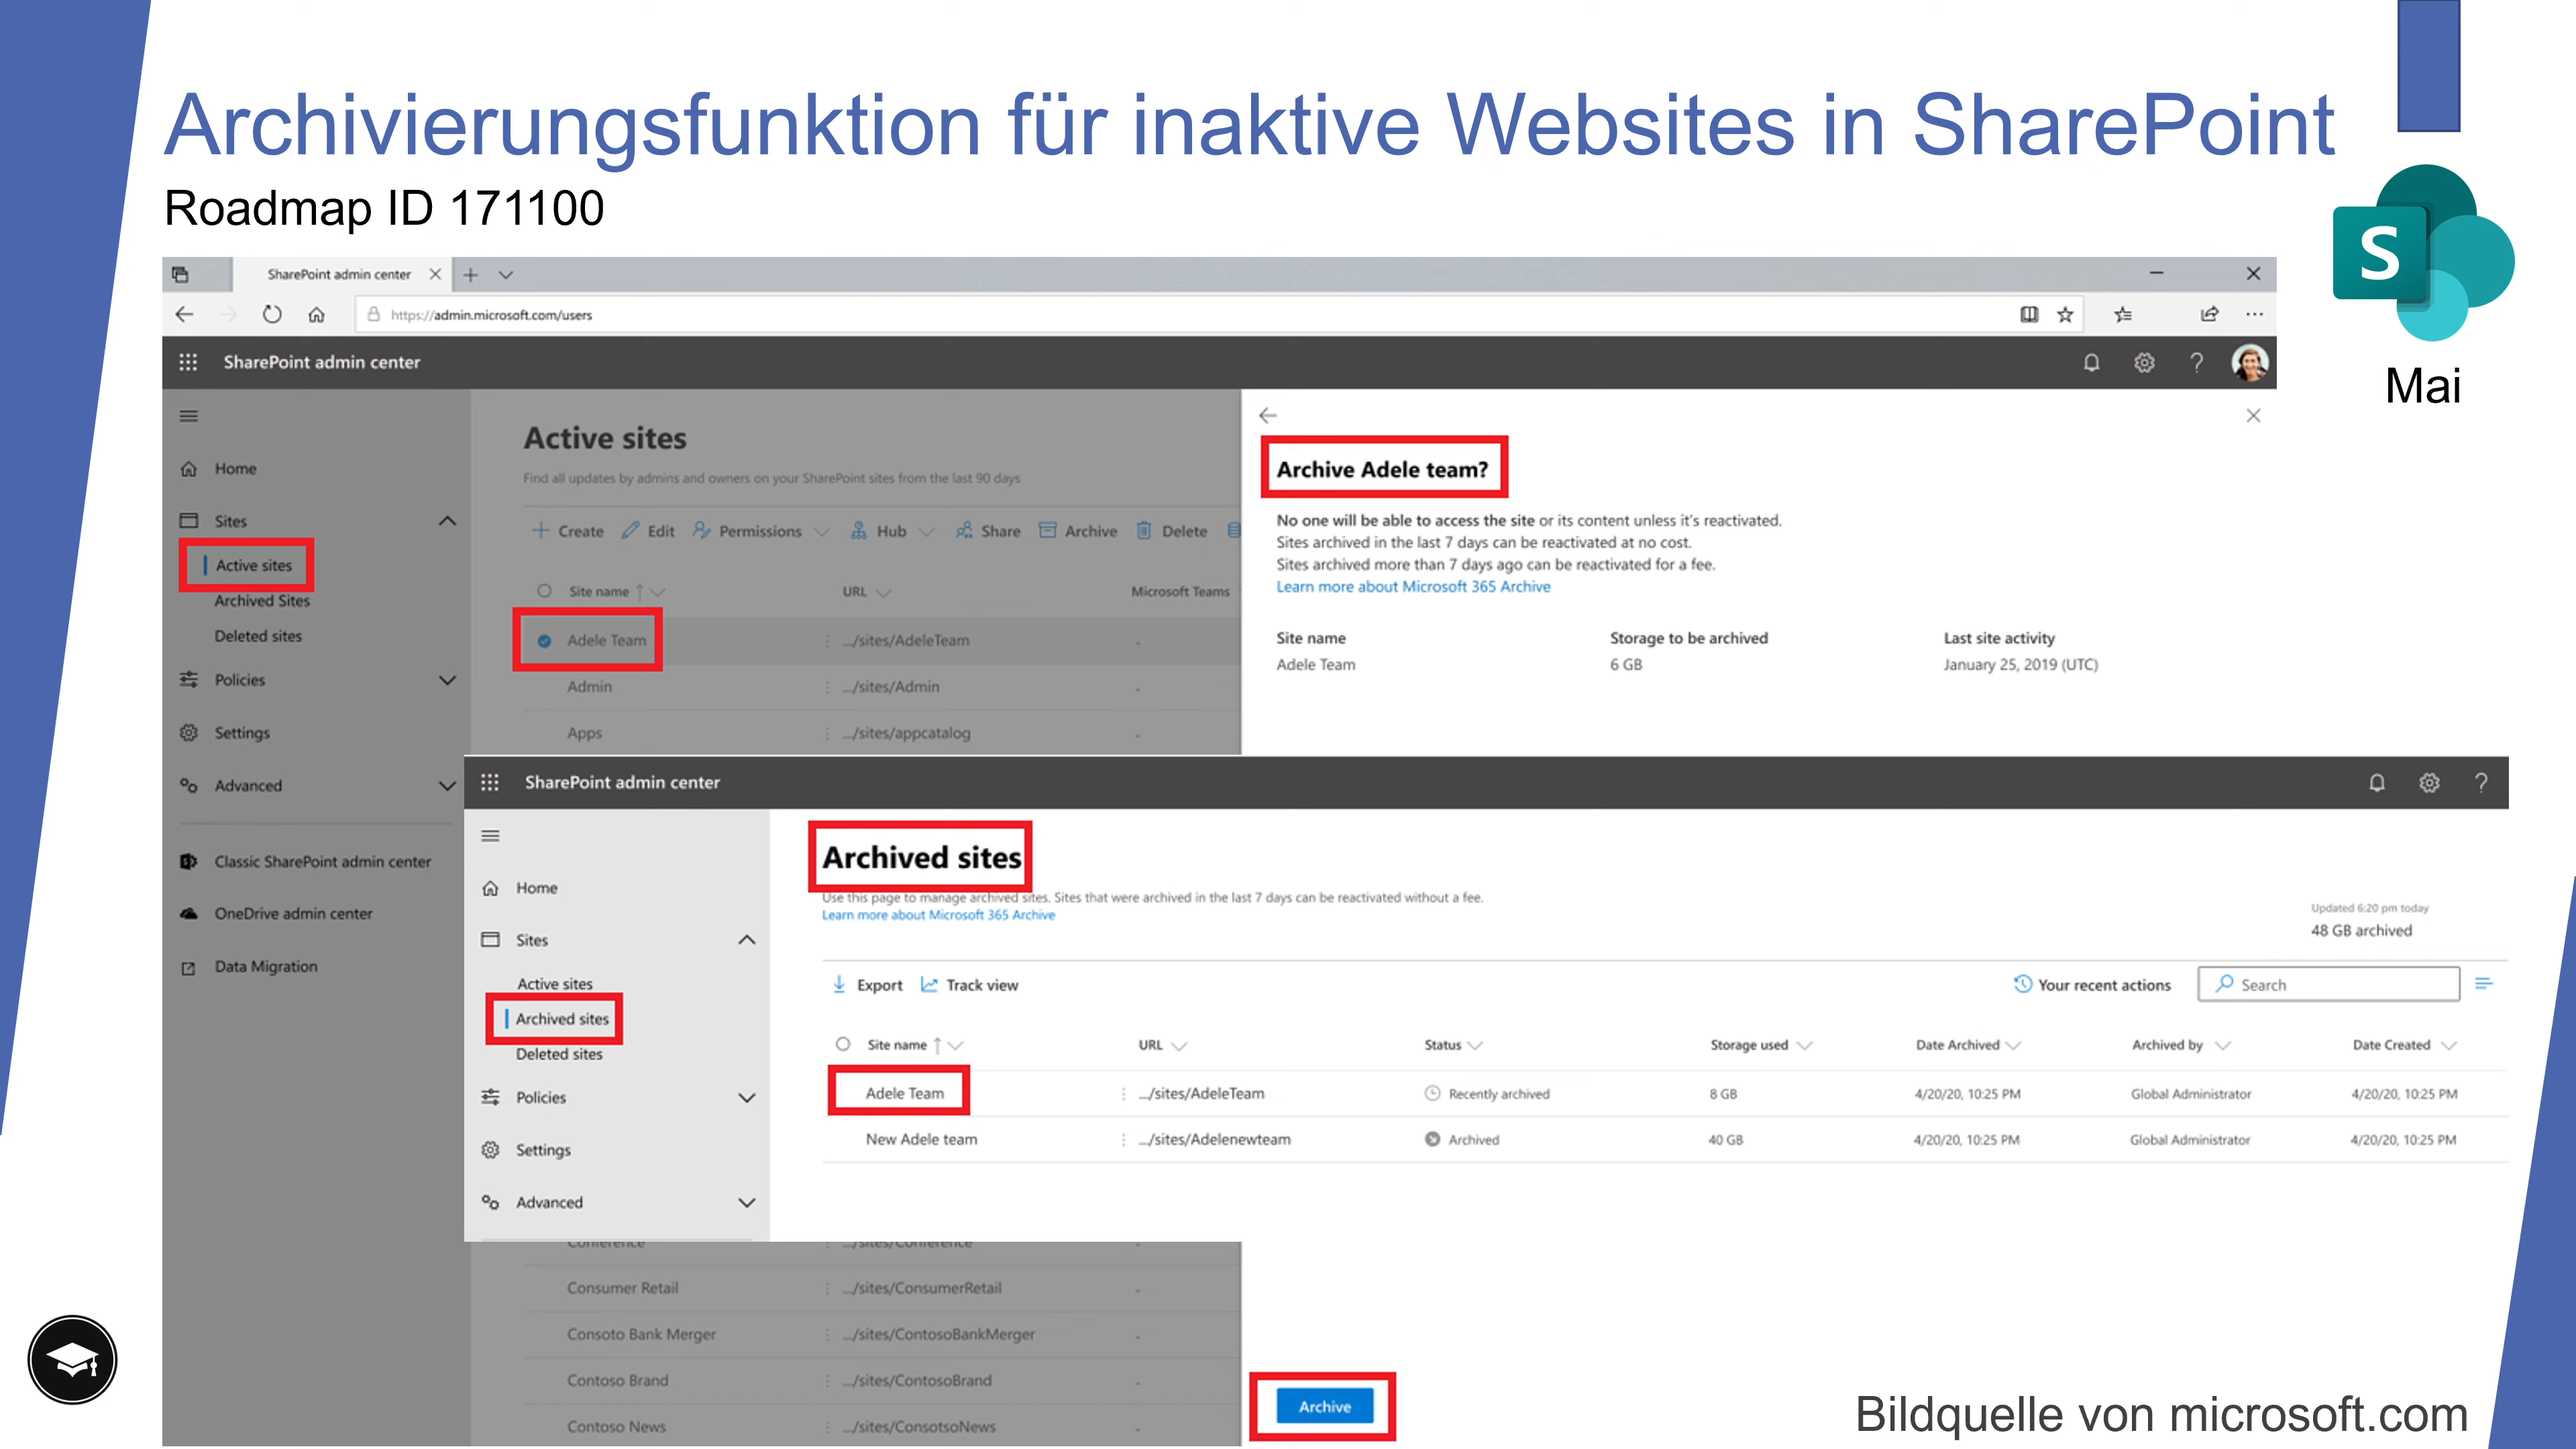 Archivierungsfunktion für inaktive Websites in SharePoint
Roadmap ID 171100
S
Mai
SharePoint admin center
https://admin.microsoft.com/users
SharePoint admin center
Home
Sites
Active sites
Archived Sites
Deleted sites
Policies
Settings
Advanced
Classic SharePoint admin center
OneDrive admin center
Data Migration
Active sites
Find all updates by admins and owners on your SharePoint sites from the last 90 days
Create Edit Permissions Hub Share Archive Delete
Site name URL Microsoft Teams
Adele Team .../sites/AdeleTeam -
Admin .../sites/Admin -
Apps .../sites/appcatalog -
Archive Adele team?
No one will be able to access the site or its content unless it's reactivated.
Sites archived in the last 7 days can be reactivated at no cost.
Sites archived more than 7 days ago can be reactivated for a fee.
Learn more about Microsoft 365 Archive
Site name Storage to be archived Last site activity
Adele Team 6 GB January 25, 2019 (UTC)
SharePoint admin center
Home
Sites
Active sites
Archived sites
Deleted sites
Policies
Settings
Advanced
Archived sites
Use this page to manage archived sites. Sites that were archived in the last 7 days can be reactivated without a fee.
Learn more about Microsoft 365 Archive
Updated 6:20 pm today
48 GB archived
Export Track view Your recent actions Search
Site name URL Status Storage used Date Archived Archived by Date Created
Adele Team .../sites/AdeleTeam Recently archived 8 GB 4/20/20, 10:25 PM Global Administrator 4/20/20, 10:25 PM
New Adele team .../sites/Adelenewteam Archived 40 GB 4/20/20, 10:25 PM Global Administrator 4/20/20, 10:25 PM
Conference .../sites/Conference -
Consumer Retail .../sites/ConsumerRetail -
Consoto Bank Merger .../sites/ContosoBankMerger -
Contoso Brand .../sites/ContosoBrand -
Contoso News .../sites/ConsotsoNews -
Archive
Bildquelle von microsoft.com